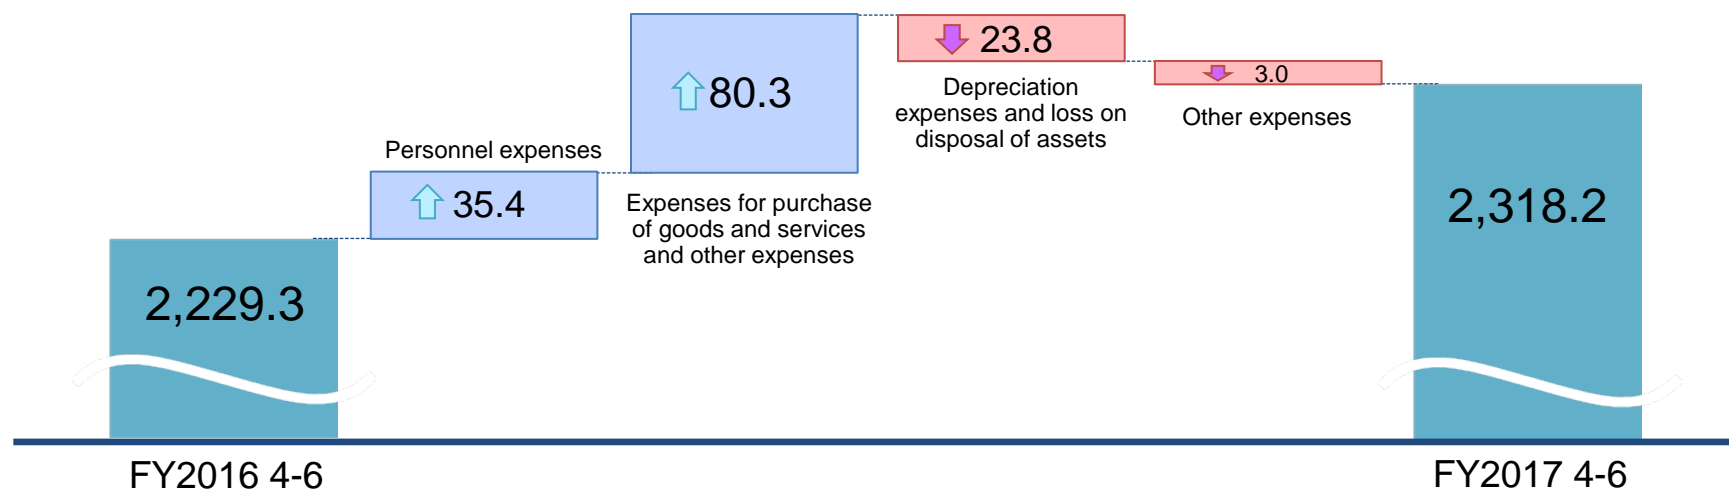 2,229.3
FY2016 4-6
Personnel expenses
35.4
80.3
Expenses for purchase
of goods and services
and other expenses
23.8
Depreciation
expenses and loss on
disposal of assets
3.0
Other expenses
2,318.2
FY2017 4-6